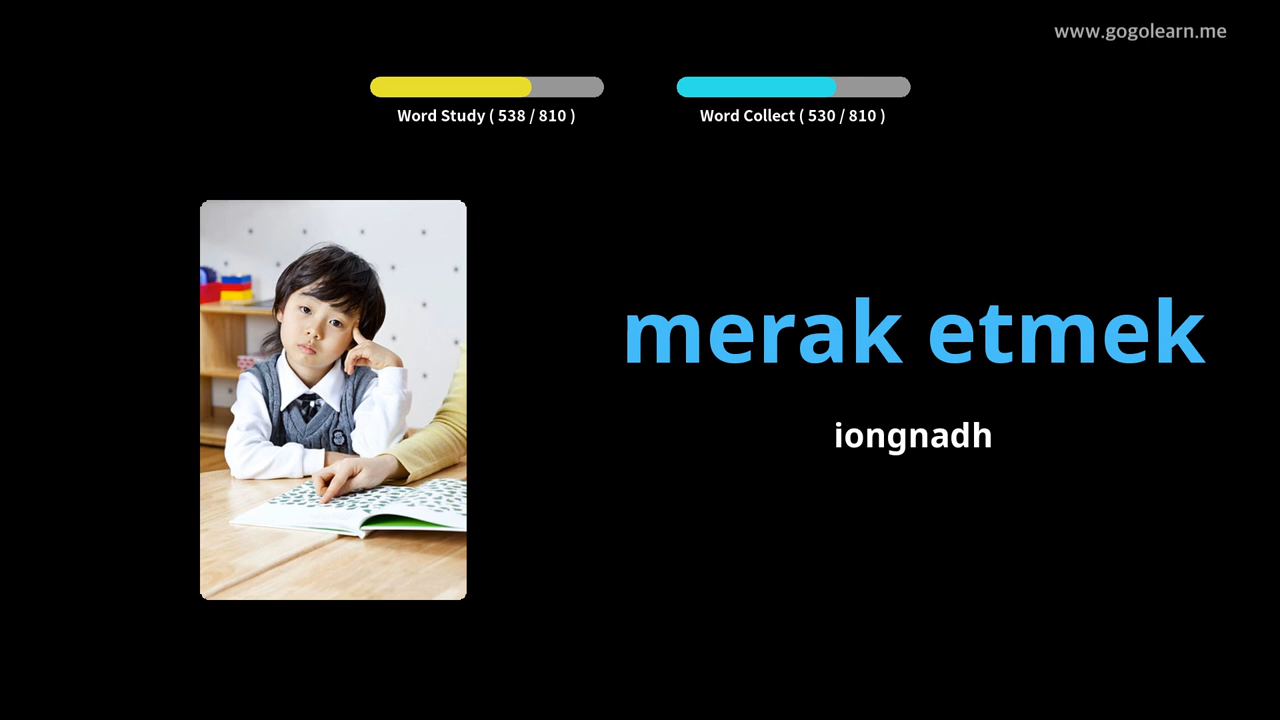 www.gogolearn.me
Word Study ( 538 / 810 )
Word Collect ( 530 / 810 )
merak etmek
iongnadh